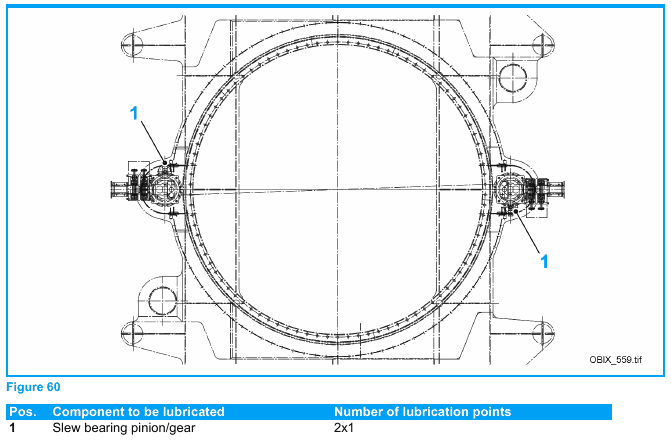 1
1
OBIX_559.tif
Figure 60
Pos. Component to be lubricated Number of lubrication points
1 Slew bearing pinion/gear 2x1